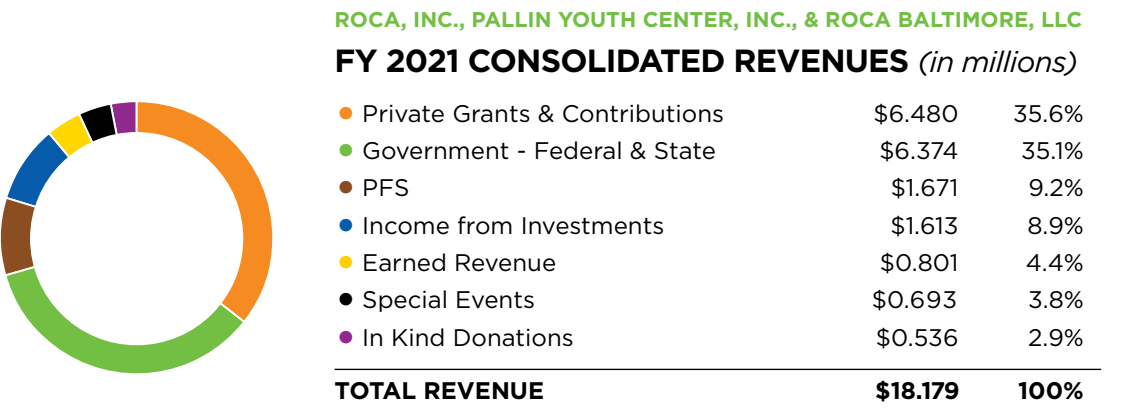 ROCA, INC., PALLIN YOUTH CENTER, INC., & ROCA BALTIMORE, LLC
FY 2021 CONSOLIDATED REVENUES (in millions)
Private Grants & Contributions $6.480 35.6%
Government - Federal & State $6.374 35.1%
PFS $1.671 9.2%
Income from Investments $1.613 8.9%
Earned Revenue $0.801 4.4%
Special Events $0.693 3.8%
In Kind Donations $0.536 2.9%
TOTAL REVENUE $18.179 100%